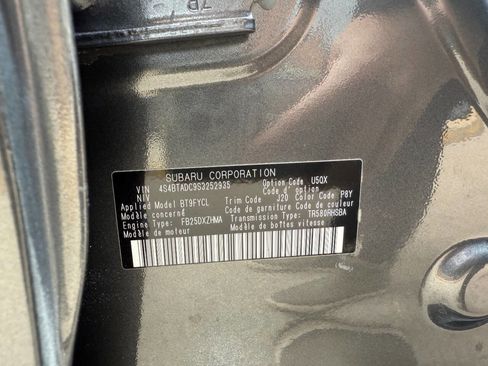 7B
SUBARU CORPORATION
VIN 4S4BTADC9S3252935 Option Code U5QX
NIV Code d'option
Applied Model BT9FYCL Trim Code J20 Color Code P8Y
Modèle concerné Code de garniture Code de couleur
Engine Type FB25DXZHMA Transmission Type TR580RHSBA
Modèle de moteur Modèle de boîtes vitesse